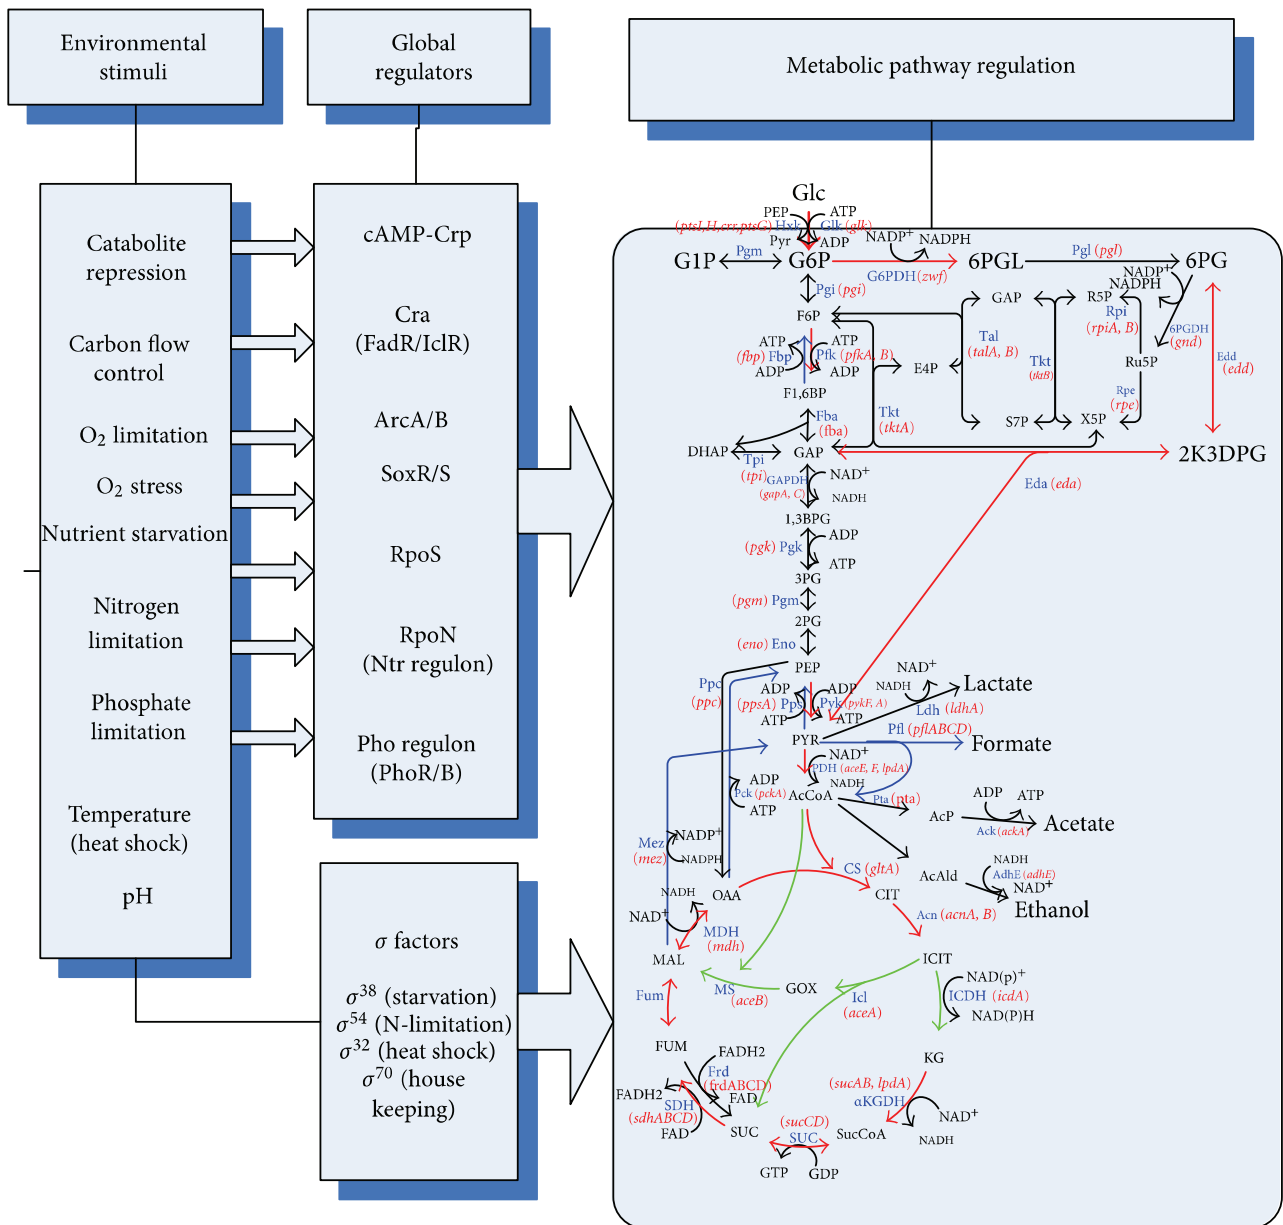 Environmental
stimuli
Global
regulators
Metabolic pathway regulation
Catabolite
repression
Carbon flow
control
O₂ limitation
O₂ stress
Nutrient starvation
Nitrogen
limitation
Phosphate
limitation
Temperature
(heat shock)
pH
cAMP-Crp
Cra
(FadR/IclR)
ArcA/B
SoxR/S
RpoS
RpoN
(Ntr regulon)
Pho regulon
(PhoR/B)
σ factors
σ³⁸ (starvation)
σ⁵⁴ (N-limitation)
σ³² (heat shock)
σ⁷⁰ (house
keeping)
Glc
PEP ATP
(ptsI,H,crr,ptsG) Hxk Glk (glk)
Pyr ADP
NADP⁺ NADPH
G1P Pgm G6P 6PGL Pgl (pgl) 6PG
G6PDH (zwf)
NADP⁺
NADPH
Pgi (pgi)
GAP R5P
Rpi
(rpiA, B)
F6P
Tal
(talA, B)
6PGDH
(gnd)
ATP ATP
(fbp) Fbp Pfk (pfkA, B)
ADP ADP
E4P
Tkt
(tktB)
Ru5P
Edd
(edd)
F1,6BP
Rpe
(rpe)
Fba
(fba)
Tkt
(tktA)
S7P X5P
DHAP GAP 2K3DPG
Tpi
(tpi)
GAPDH
(gapA, C)
NAD⁺
NADH
Eda (eda)
1,3BPG
ADP
(pgk) Pgk
ATP
3PG
(pgm) Pgm
2PG
(eno) Eno
PEP
NAD⁺
NADH
Lactate
Ppc
(ppc)
ADP ADP
(ppsA) Pps Pyk (pykF, A)
ATP ATP
Ldh (ldhA)
Pfl (pflABCD)
PYR Formate
NAD⁺
PDH (aceE, F, lpdA)
NADH
ADP
Pck (pckA)
ATP
AcCoA
Pta (pta)
ADP ATP
AcP Acetate
Ack (ackA)
Mez
(mez)
NADP⁺
NADPH
CS (gltA)
NADH
AdhE (adhE)
NAD⁺
AcAld
Ethanol
NADH OAA CIT
NAD⁺
MDH
(mdh)
Acn (acnA, B)
MAL ICIT
MS
(aceB)
GOX
Icl
(aceA)
NAD(p)⁺
ICDH (icdA)
NAD(P)H
Fum
FUM
FADH2
KG
Frd
(frdABCD)
FAD
FADH2
SDH
(sdhABCD)
FAD
(sucAB, lpdA)
αKGDH
NAD⁺
NADH
SUC
(sucCD)
SUC
SucCoA
GTP GDP